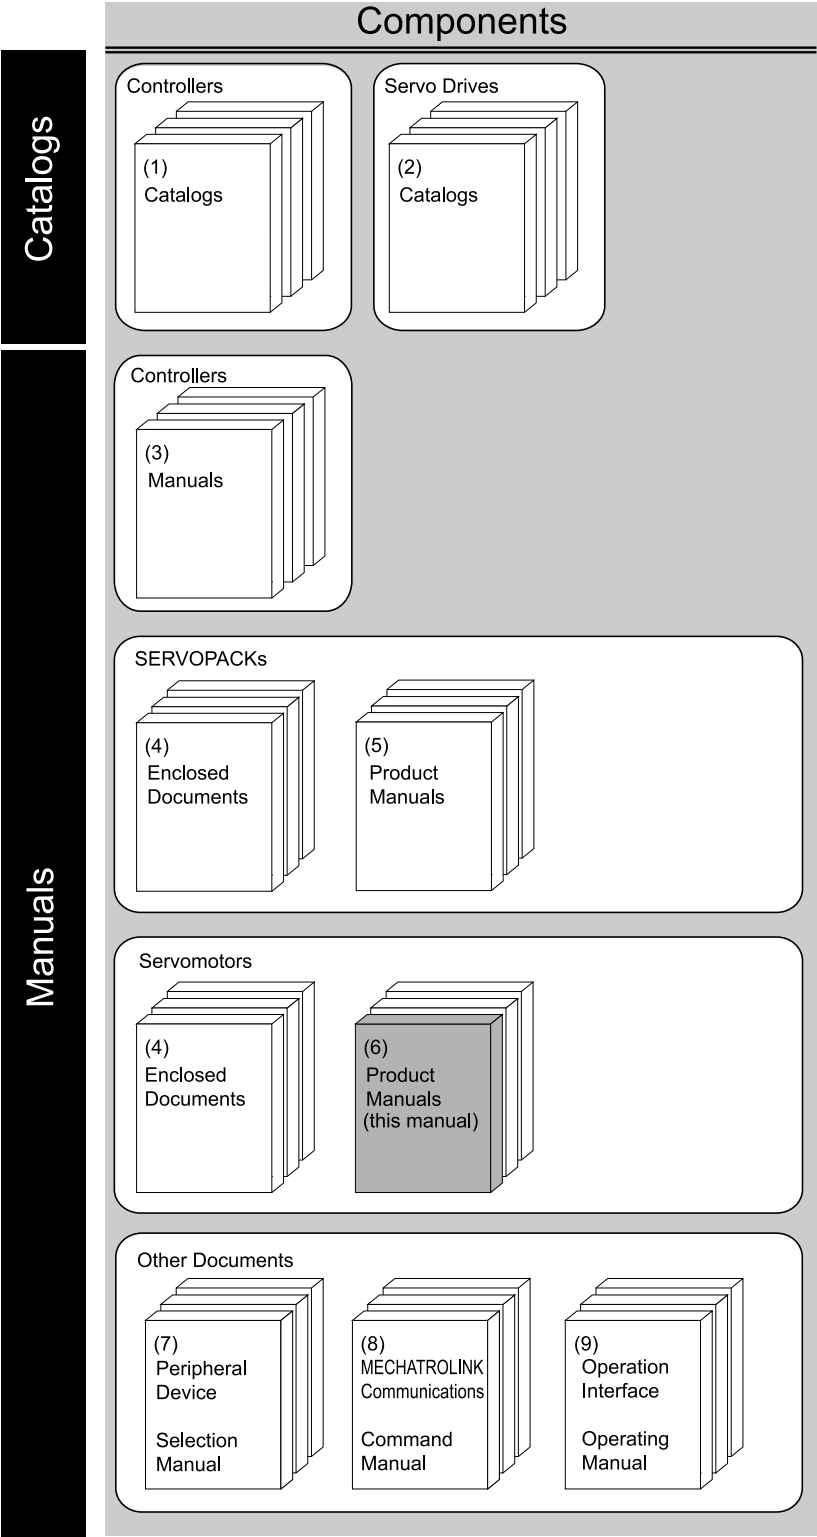 Components
Catalogs
Controllers
(1)
Catalogs
Servo Drives
(2)
Catalogs
Manuals
Controllers
(3)
Manuals
SERVOPACKs
(4)
Enclosed
Documents
(5)
Product
Manuals
Servomotors
(4)
Enclosed
Documents
(6)
Product
Manuals
(this manual)
Other Documents
(7)
Peripheral
Device
Selection
Manual
(8)
MECHATROLINK
Communications
Command
Manual
(9)
Operation
Interface
Operating
Manual